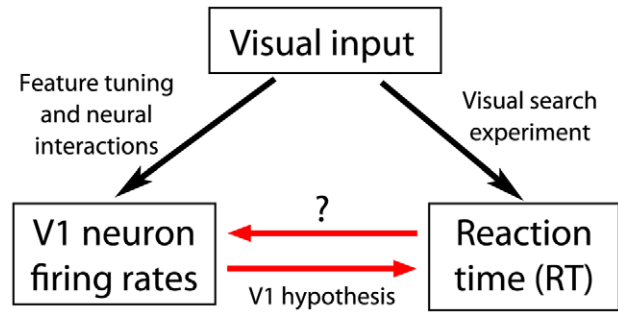 Visual input
Feature tuning
and neural
interactions
Visual search
experiment
?
V1 neuron
firing rates
Reaction
time (RT)
V1 hypothesis